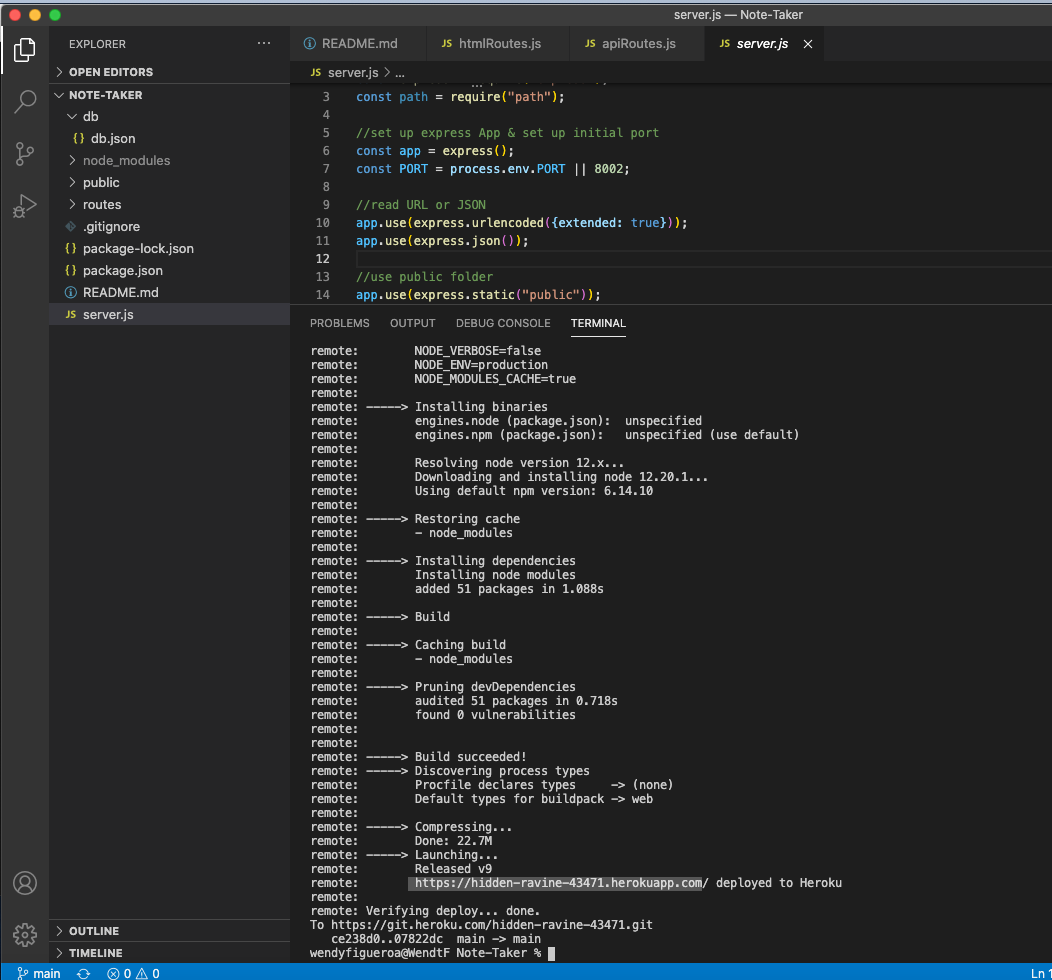 server.js — Note-Taker
EXPLORER
OPEN EDITORS
NOTE-TAKER
db
{} db.json
node_modules
public
routes
.gitignore
{} package-lock.json
{} package.json
README.md
JS server.js
OUTLINE
TIMELINE
README.md
JS htmlRoutes.js
JS apiRoutes.js
JS server.js ×
JS server.js > ...
3 const path = require("path");
4
5 //set up express App & set up initial port
6 const app = express();
7 const PORT = process.env.PORT || 8002;
8
9 //read URL or JSON
10 app.use(express.urlencoded({extended: true}));
11 app.use(express.json());
12
13 //use public folder
14 app.use(express.static("public"));
PROBLEMS OUTPUT DEBUG CONSOLE TERMINAL
remote: NODE_VERBOSE=false
remote: NODE_ENV=production
remote: NODE_MODULES_CACHE=true
remote:
remote: -----> Installing binaries
remote: engines.node (package.json): unspecified
remote: engines.npm (package.json): unspecified (use default)
remote:
remote: Resolving node version 12.x...
remote: Downloading and installing node 12.20.1...
remote: Using default npm version: 6.14.10
remote:
remote: -----> Restoring cache
remote: - node_modules
remote:
remote: -----> Installing dependencies
remote: Installing node modules
remote: added 51 packages in 1.088s
remote:
remote: -----> Build
remote:
remote: -----> Caching build
remote: - node_modules
remote:
remote: -----> Pruning devDependencies
remote: audited 51 packages in 0.718s
remote: found 0 vulnerabilities
remote:
remote:
remote: -----> Build succeeded!
remote: -----> Discovering process types
remote: Procfile declares types -> (none)
remote: Default types for buildpack -> web
remote:
remote: -----> Compressing...
remote: Done: 22.7M
remote: -----> Launching...
remote: Released v9
remote: https://hidden-ravine-43471.herokuapp.com/ deployed to Heroku
remote:
remote: Verifying deploy... done.
To https://git.heroku.com/hidden-ravine-43471.git
ce238d0..07822dc main -> main
wendyfigueroa@WendtF Note-Taker %
main 0 0
Ln 1